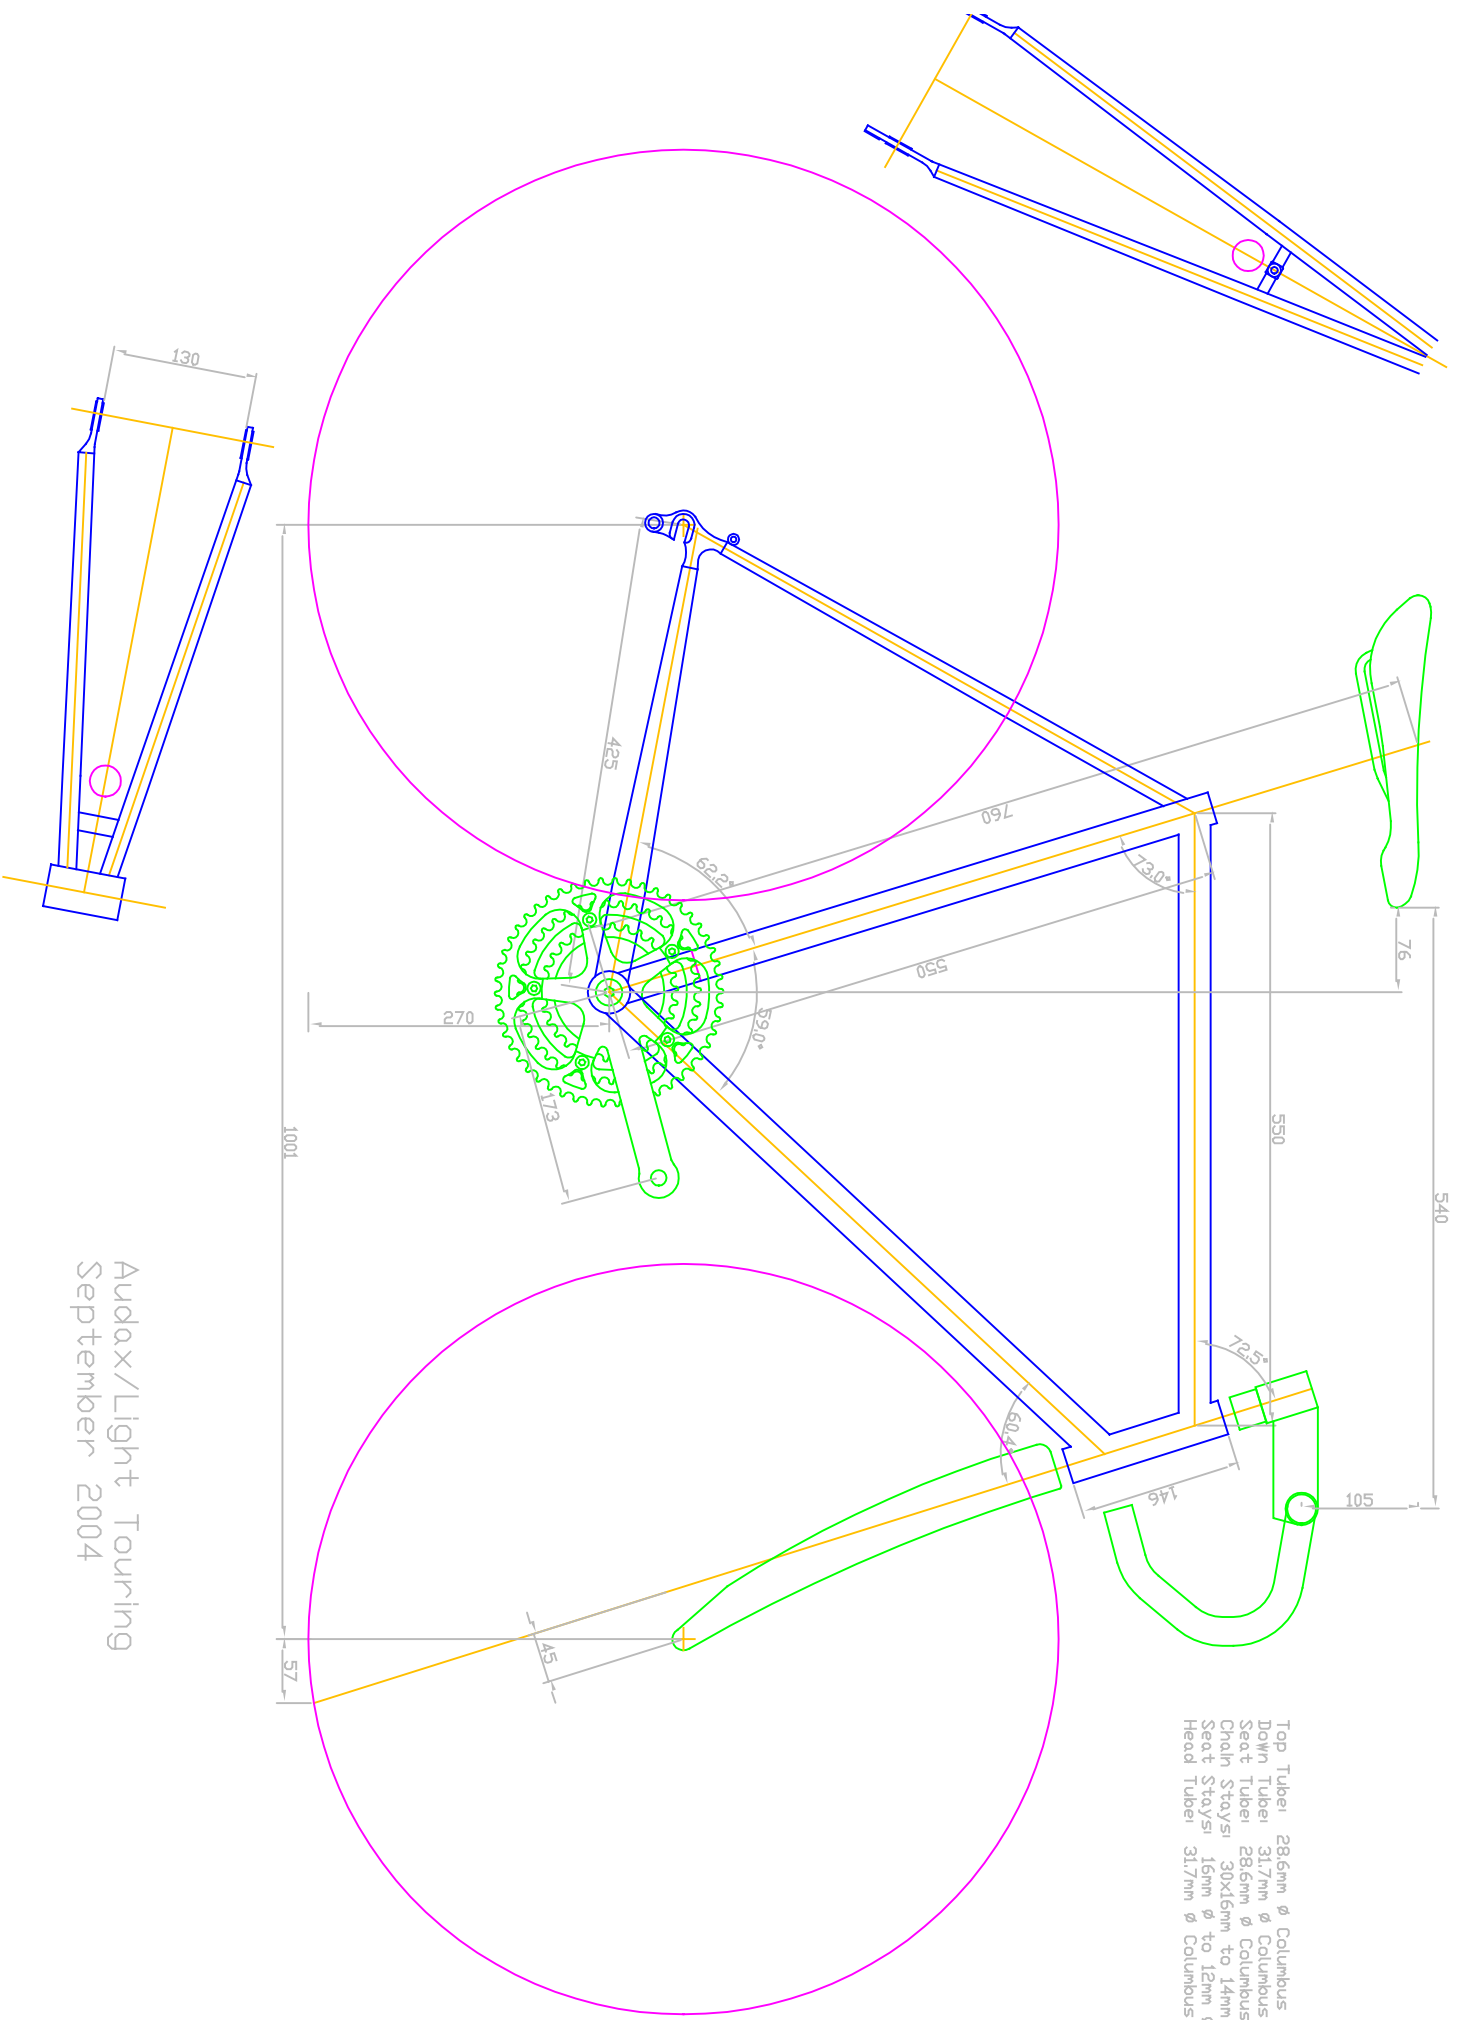 Audax/Light Touring
September 2004
Top Tube: 28.6mm ø Columbus
Down Tube: 31.7mm ø Columbus
Seat Tube: 28.6mm ø Columbus
Chain Stays: 30x16mm to 14mm
Seat Stays: 16mm ø to 12mm
Head Tube: 31.7mm ø Columbus
540
76
105
550
73.0°
72.5°
760
550
146
62.2°
59.0°
60.4°
425
173
270
45
1001
57
130